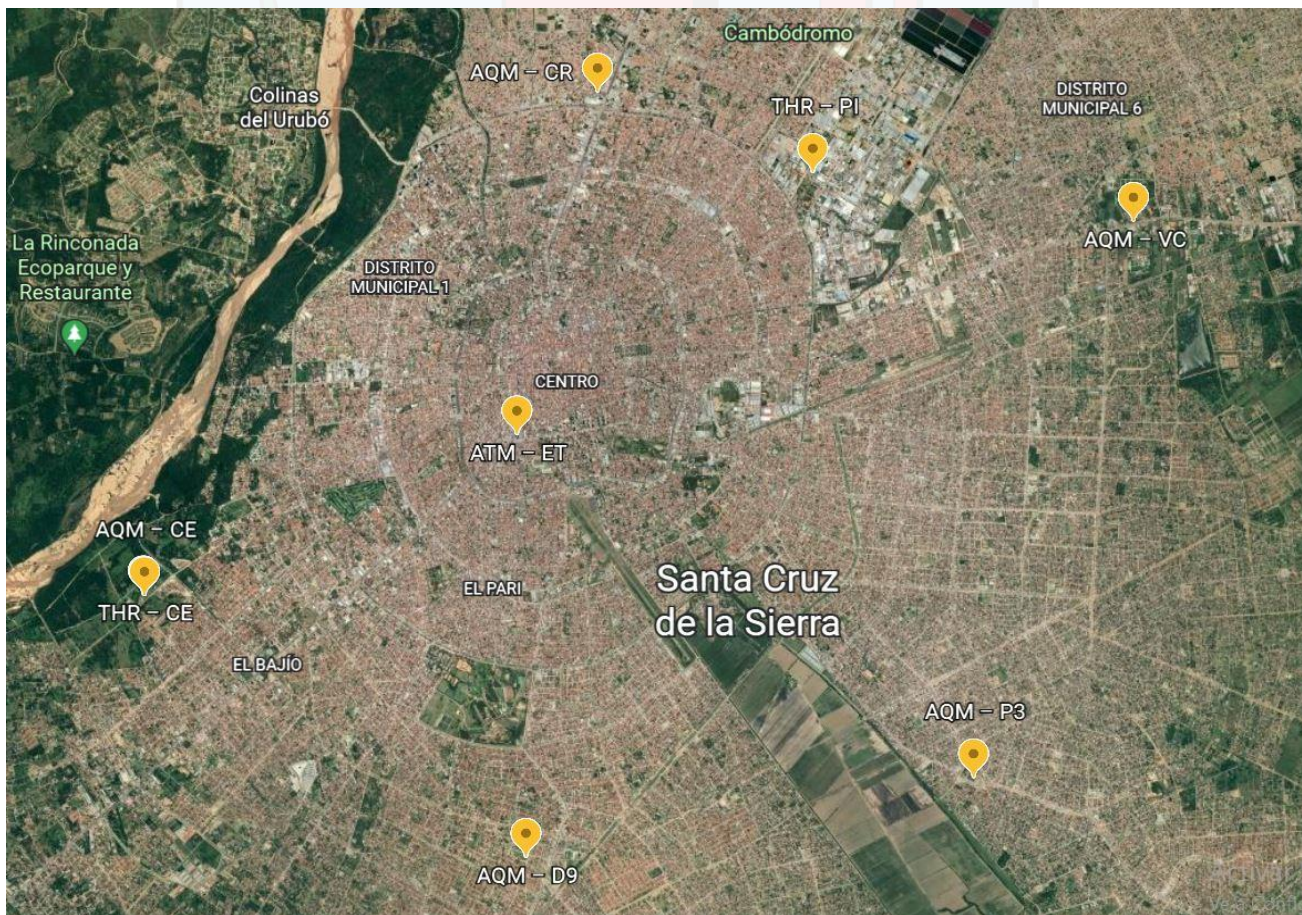 Cambódromo
AQM – CR
Colinas
del Urubó
THR – PI
DISTRITO
MUNICIPAL 6
AQM – VC
La Rinconada
Ecoparque y
Restaurante
DISTRITO
MUNICIPAL 1
CENTRO
ATM – ET
AQM – CE
THR – CE
EL PARI
Santa Cruz
de la Sierra
EL BAJÍO
AQM – P3
AQM – D9